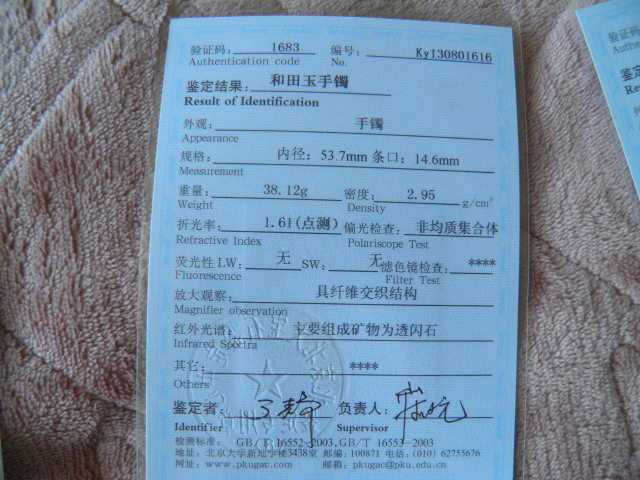 验证码： 1683 编号： Ky130801616
Authentication code No.
鉴定结果： 和田玉手镯
Result of Identification
外观： 手镯
Appearance
规格： 内径：53.7mm 条口：14.6mm
Measurement
重量： 38.12g 密度： 2.95 g/cm³
Weight Density
折光率： 1.61(点测) 偏光检查： 非均质集合体
Refractive Index Polariscope Test
荧光性 LW： 无 SW： 无 滤色镜检查： ****
Fluorescence Filter Test
放大观察： 具纤维交织结构
Magnifier observation
红外光谱： 主要组成矿物为透闪石
Infrared Spectra
其它： ****
Others
鉴定者： 负责人：
Identifier Supervisor
检测标准： GB/T 16552-2003,GB/T 16553-2003
地址：北京大学新地学楼3438室 邮编：100871 电话：(010) 62755676
网址：www.pkugac.com 邮箱：pkugac@pku.edu.cn